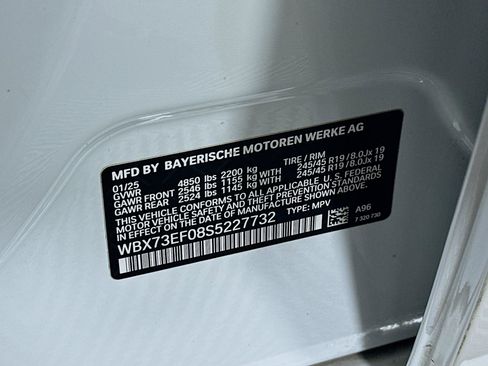 MFD BY BAYERISCHE MOTOREN WERKE AG
01/25 4850 lbs 2200 kg TIRE / RIM
GVWR 2546 lbs 1155 kg 245/45 R19 / 8.0Jx 19
GAWR FRONT 2524 lbs 1145 kg 245/45 R19 / 8.0Jx 19
GAWR REAR
THIS VEHICLE CONFORMS TO ALL APPLICABLE U. S. FEDERAL
MOTOR VEHICLE SAFETY AND THEFT PREVENTION STANDARDS
IN EFFECT ON THE DATE OF MANUFACTURE SHOWN ABOVE.
WBX73EF08S5227732 TYPE: MPV
A96
7 320 730